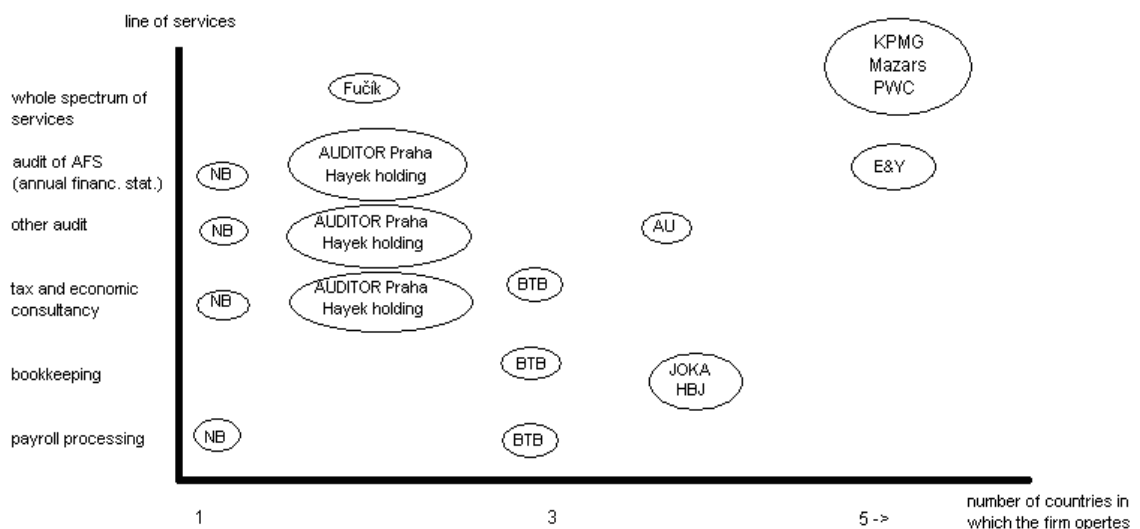 line of services
KPMG
Mazars
PWC
Fučík
whole spectrum of
services
audit of AFS
(annual financ. stat.)
NB
AUDITOR Praha
Hayek holding
E&Y
other audit
NB
AUDITOR Praha
Hayek holding
AU
tax and economic
consultancy
NB
AUDITOR Praha
Hayek holding
BTB
bookkeeping
BTB
JOKA
HBJ
payroll processing
NB
BTB
1
3
5 ->
number of countries in
which the firm opertes